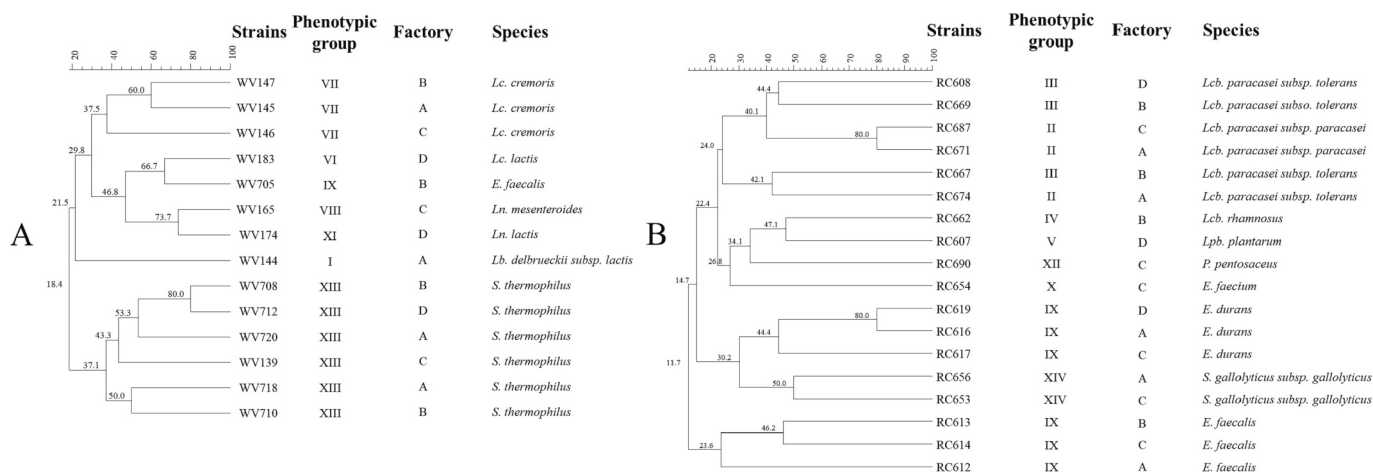 A
Strains Phenotypic group Factory Species
20 40 60 80 100
WV147 VII B Lc. cremoris
60.0
WV145 VII A Lc. cremoris
37.5
WV146 VII C Lc. cremoris
29.8
WV183 VI D Lc. lactis
66.7
WV705 IX B E. faecalis
46.8
21.5
WV165 VIII C Ln. mesenteroides
73.7
WV174 XI D Ln. lactis
WV144 I A Lb. delbrueckii subsp. lactis
18.4
WV708 XIII B S. thermophilus
80.0
WV712 XIII D S. thermophilus
53.3
WV720 XIII A S. thermophilus
43.3
WV139 XIII C S. thermophilus
37.1
WV718 XIII A S. thermophilus
50.0
WV710 XIII B S. thermophilus
B
Strains Phenotypic group Factory Species
20 30 40 50 60 70 80 90 100
RC608 III D Lcb. paracasei subsp. tolerans
44.4
RC669 III B Lcb. paracasei subso. tolerans
40.1
RC687 II C Lcb. paracasei subsp. paracasei
80.0
RC671 II A Lcb. paracasei subsp. paracasei
24.0
RC667 III B Lcb. paracasei subsp. tolerans
42.1
RC674 II A Lcb. paracasei subsp. tolerans
22.4
RC662 IV B Lcb. rhamnosus
47.1
RC607 V D Lpb. plantarum
34.1
RC690 XII C P. pentosaceus
26.8
RC654 X C E. faecium
14.7
RC619 IX D E. durans
80.0
RC616 IX A E. durans
44.4
RC617 IX C E. durans
30.2
11.7
RC656 XIV A S. gallolyticus subsp. gallolyticus
50.0
RC653 XIV C S. gallolyticus subsp. gallolyticus
RC613 IX B E. faecalis
46.2
RC614 IX C E. faecalis
23.6
RC612 IX A E. faecalis